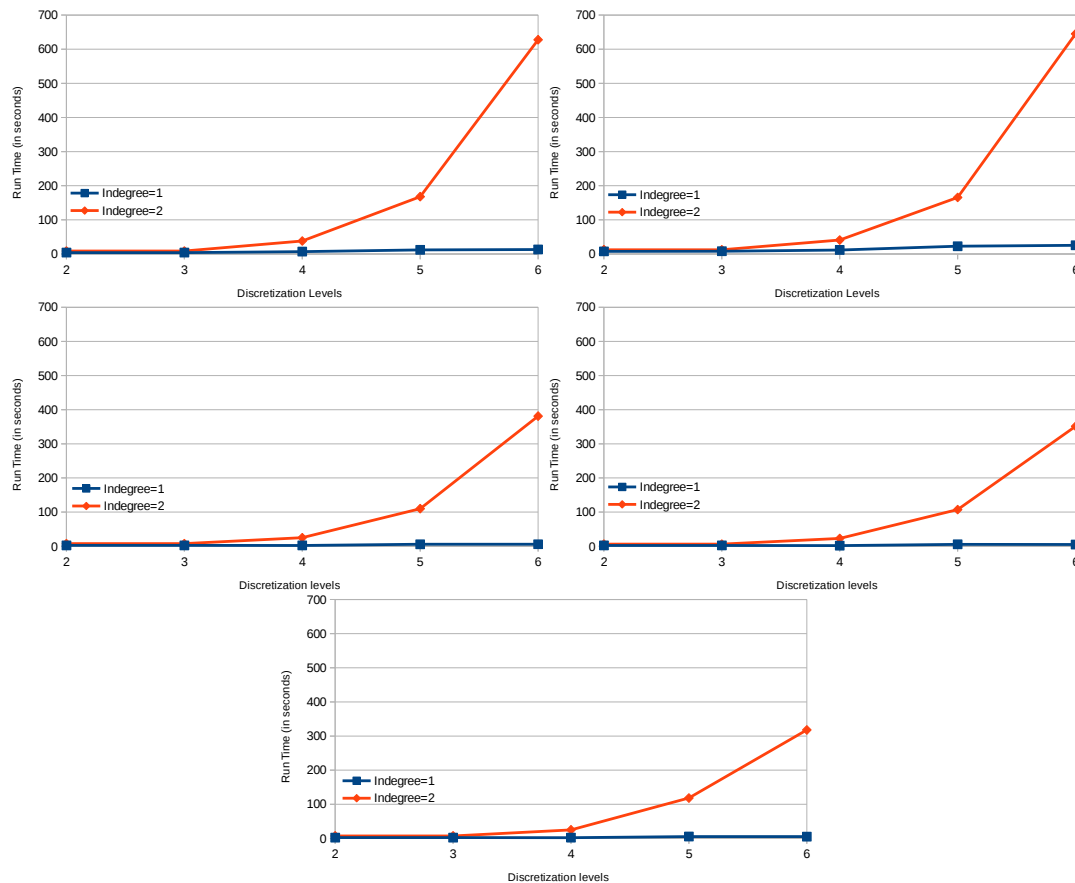 700
600
500
400
300
200
100
0
2 3 4 5 6
Run Time (in seconds)
Discretization Levels
Indegree=1
Indegree=2
700
600
500
400
300
200
100
0
2 3 4 5 6
Run Time (in seconds)
Discretization Levels
Indegree=1
Indegree=2
700
600
500
400
300
200
100
0
2 3 4 5 6
Run Time (in seconds)
Discretization levels
Indegree=1
Indegree=2
700
600
500
400
300
200
100
0
2 3 4 5 6
Run Time (in seconds)
Discretization levels
Indegree=1
Indegree=2
700
600
500
400
300
200
100
0
2 3 4 5 6
Run Time (in seconds)
Discretization levels
Indegree=1
Indegree=2